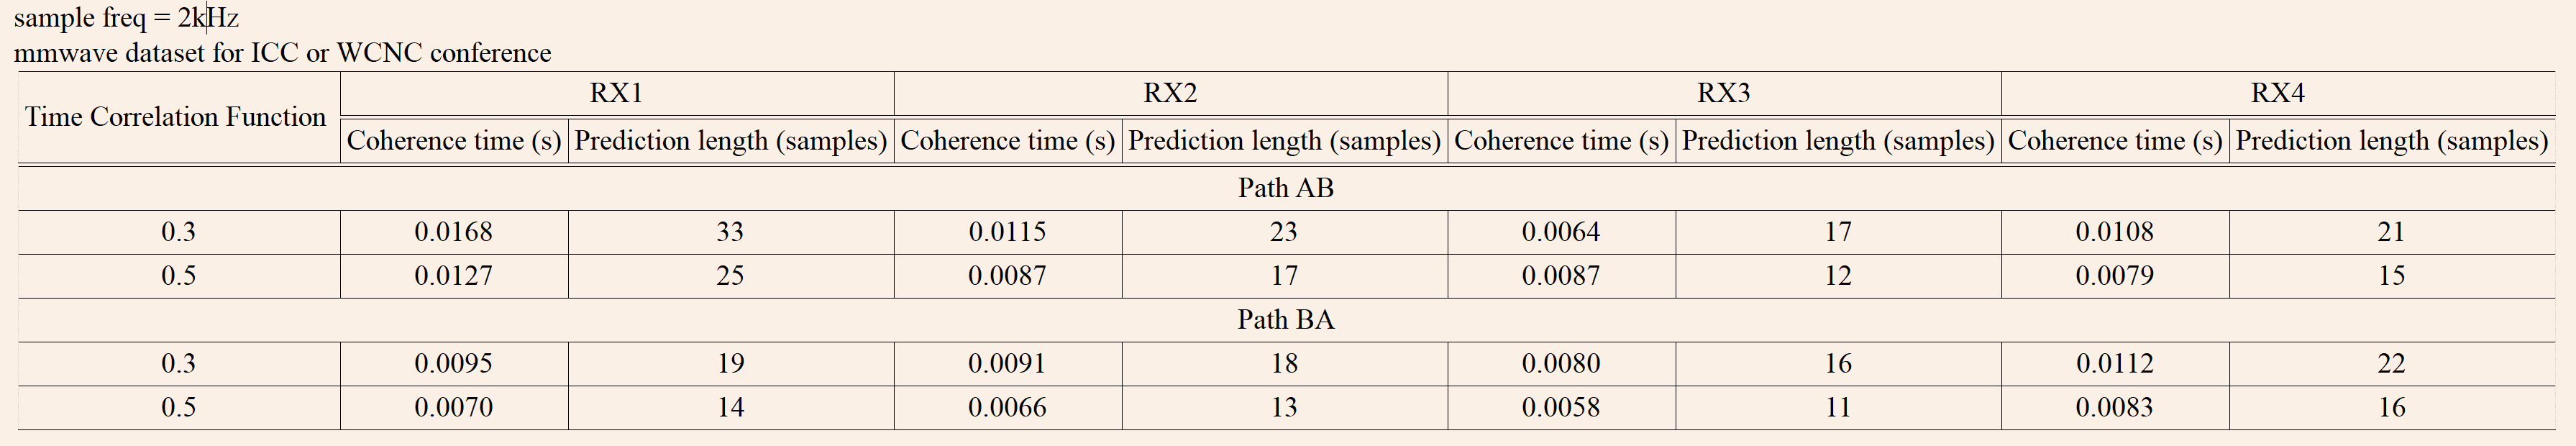 sample freq = 2kHz
mmwave dataset for ICC or WCNC conference
Time Correlation Function RX1 RX2 RX3 RX4
Coherence time (s) Prediction length (samples) Coherence time (s) Prediction length (samples) Coherence time (s) Prediction length (samples) Coherence time (s) Prediction length (samples)
Path AB
0.3 0.0168 33 0.0115 23 0.0064 17 0.0108 21
0.5 0.0127 25 0.0087 17 0.0087 12 0.0079 15
Path BA
0.3 0.0095 19 0.0091 18 0.0080 16 0.0112 22
0.5 0.0070 14 0.0066 13 0.0058 11 0.0083 16